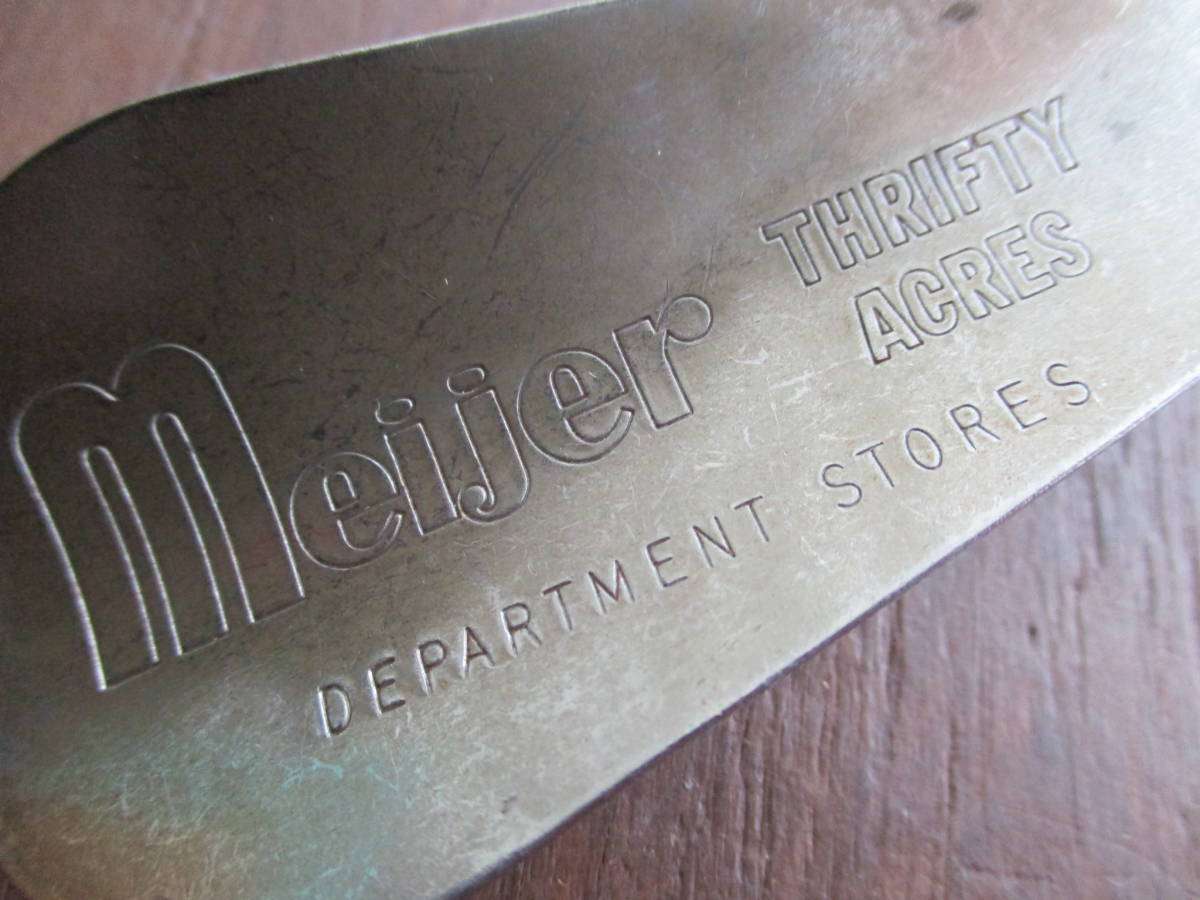 Meijer
THRIFTY
ACRES
DEPARTMENT STORES